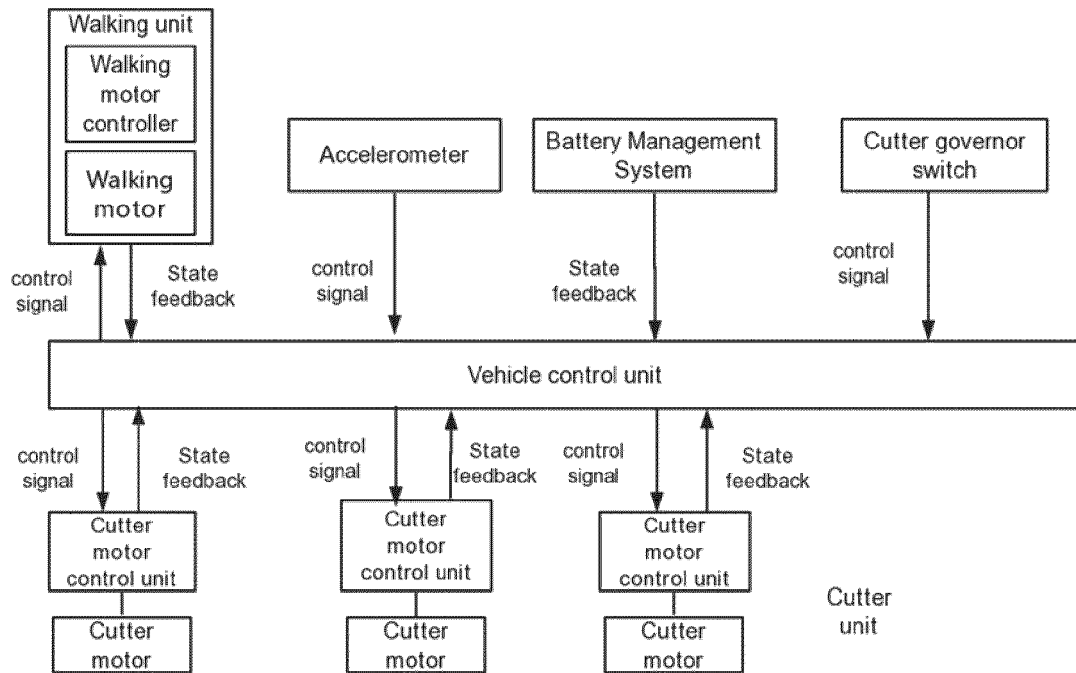 Walking unit
Walking
motor
controller
Walking
motor
Accelerometer
Battery Management
System
Cutter governor
switch
control
signal
State
feedback
control
signal
State
feedback
control
signal
Vehicle control unit
control
signal
State
feedback
control
signal
State
feedback
control
signal
State
feedback
Cutter
motor
control unit
Cutter
motor
control unit
Cutter
motor
control unit
Cutter
motor
Cutter
motor
Cutter
motor
Cutter
unit